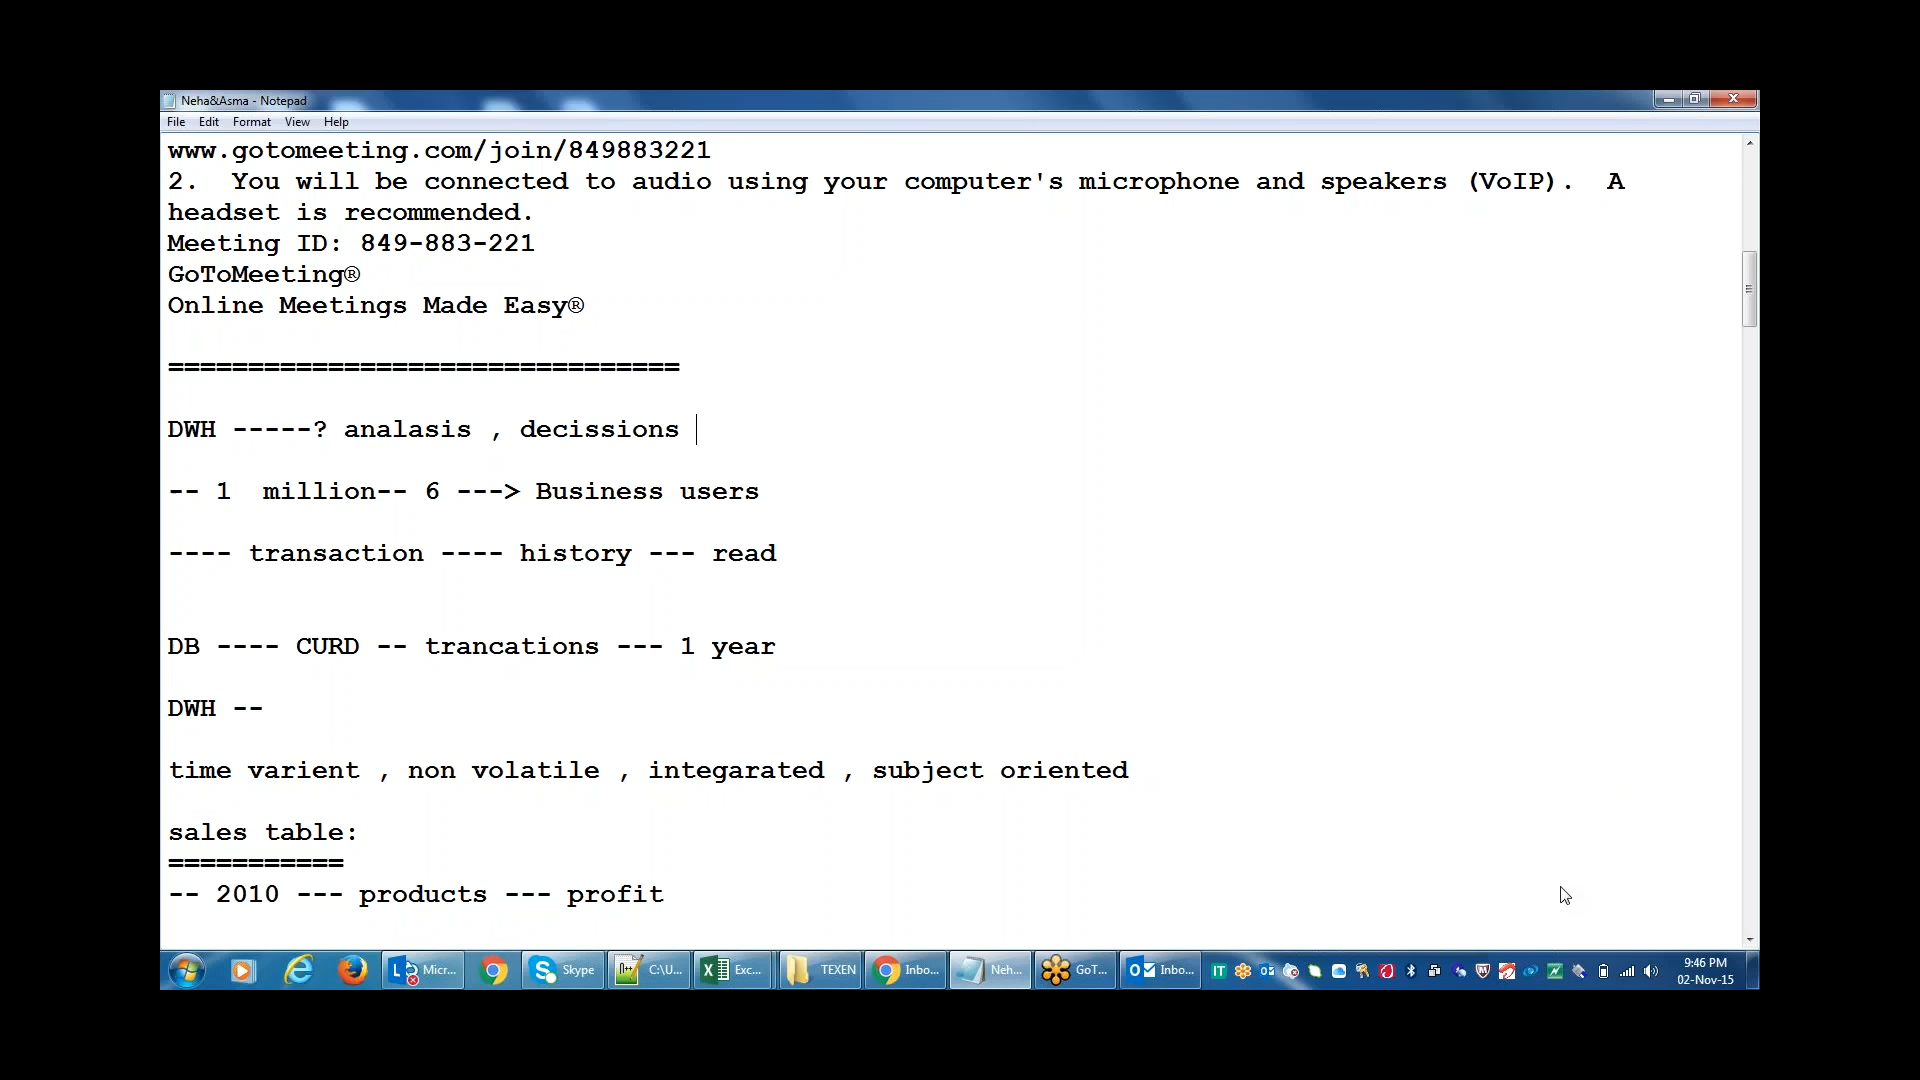 Neha&Asma - Notepad
File Edit Format View Help
www.gotomeeting.com/join/849883221
2.  You will be connected to audio using your computer's microphone and speakers (VoIP).  A
headset is recommended.
Meeting ID: 849-883-221
GoToMeeting®
Online Meetings Made Easy®
================================
DWH -----? analasis , decissions
-- 1  million-- 6 ---> Business users
---- transaction ---- history --- read
DB ---- CURD -- trancations --- 1 year
DWH --
time varient , non volatile , integarated , subject oriented
sales table:
===========
-- 2010 --- products --- profit
Micr... Skype C:\U... Exc... TEXEN Inbo... Neh... GoT... Inbo... 9:46 PM
02-Nov-15